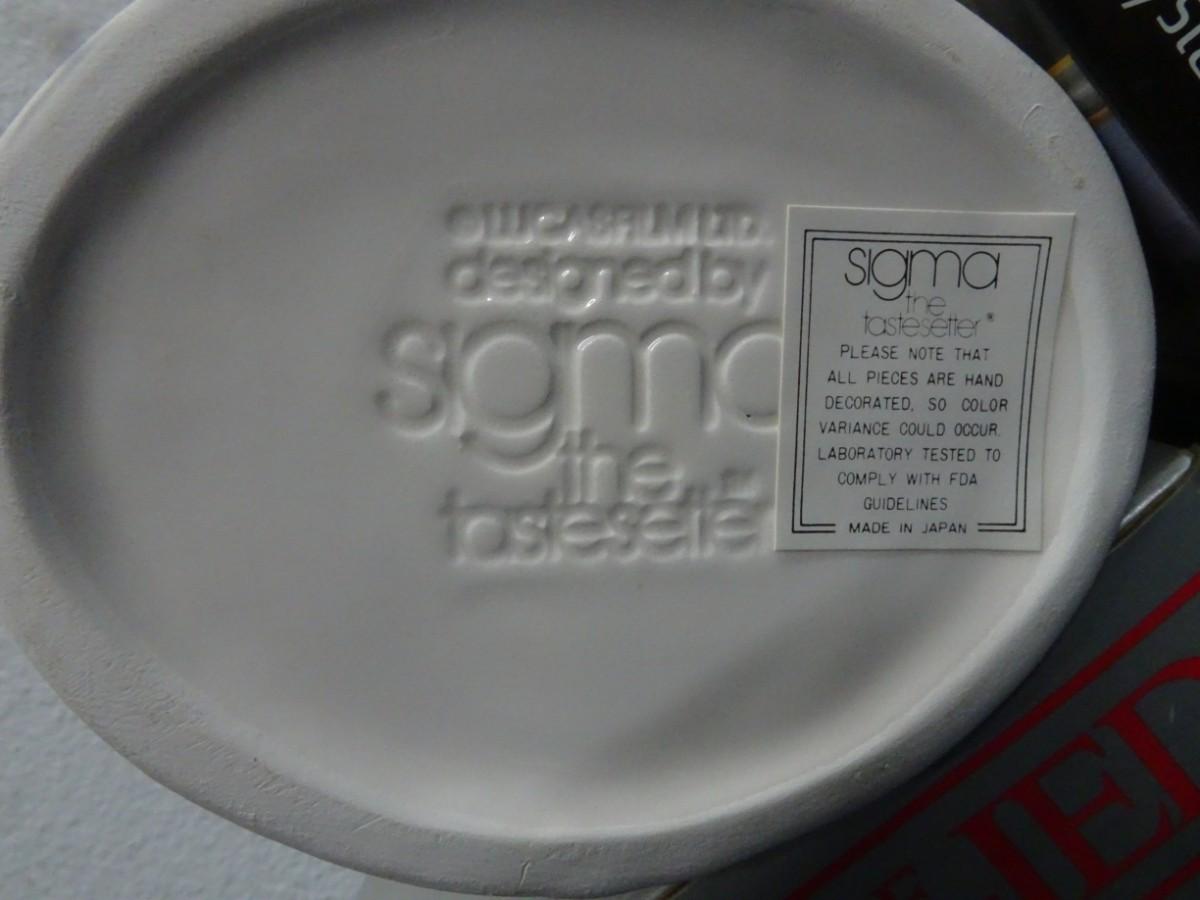 © LUCASFILM LTD.
designed by
sigma
the
tastesetter
sigma
the
tastesetter®
PLEASE NOTE THAT
ALL PIECES ARE HAND
DECORATED, SO COLOR
VARIANCE COULD OCCUR.
LABORATORY TESTED TO
COMPLY WITH FDA
GUIDELINES
MADE IN JAPAN